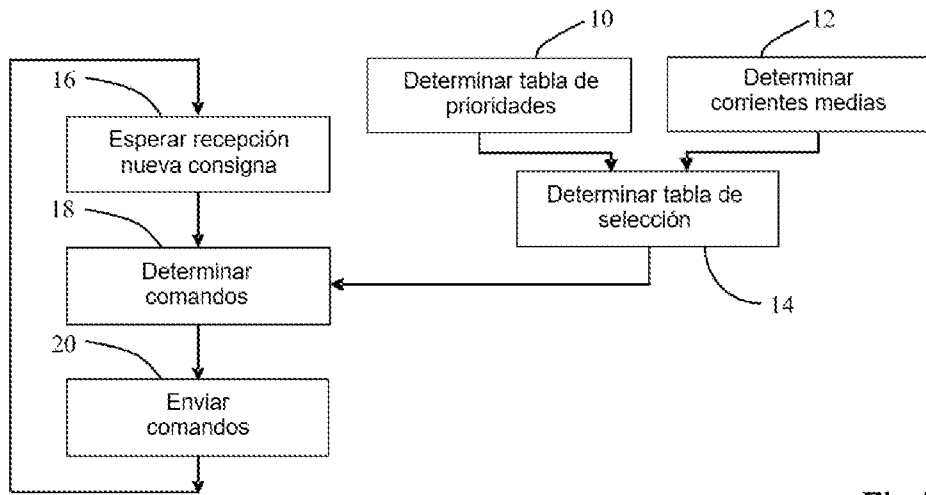 10
12
Determinar tabla de
prioridades
Determinar
corrientes medias
16
Esperar recepción
nueva consigna
Determinar tabla de
selección
18
Determinar
comandos
14
20
Enviar
comandos